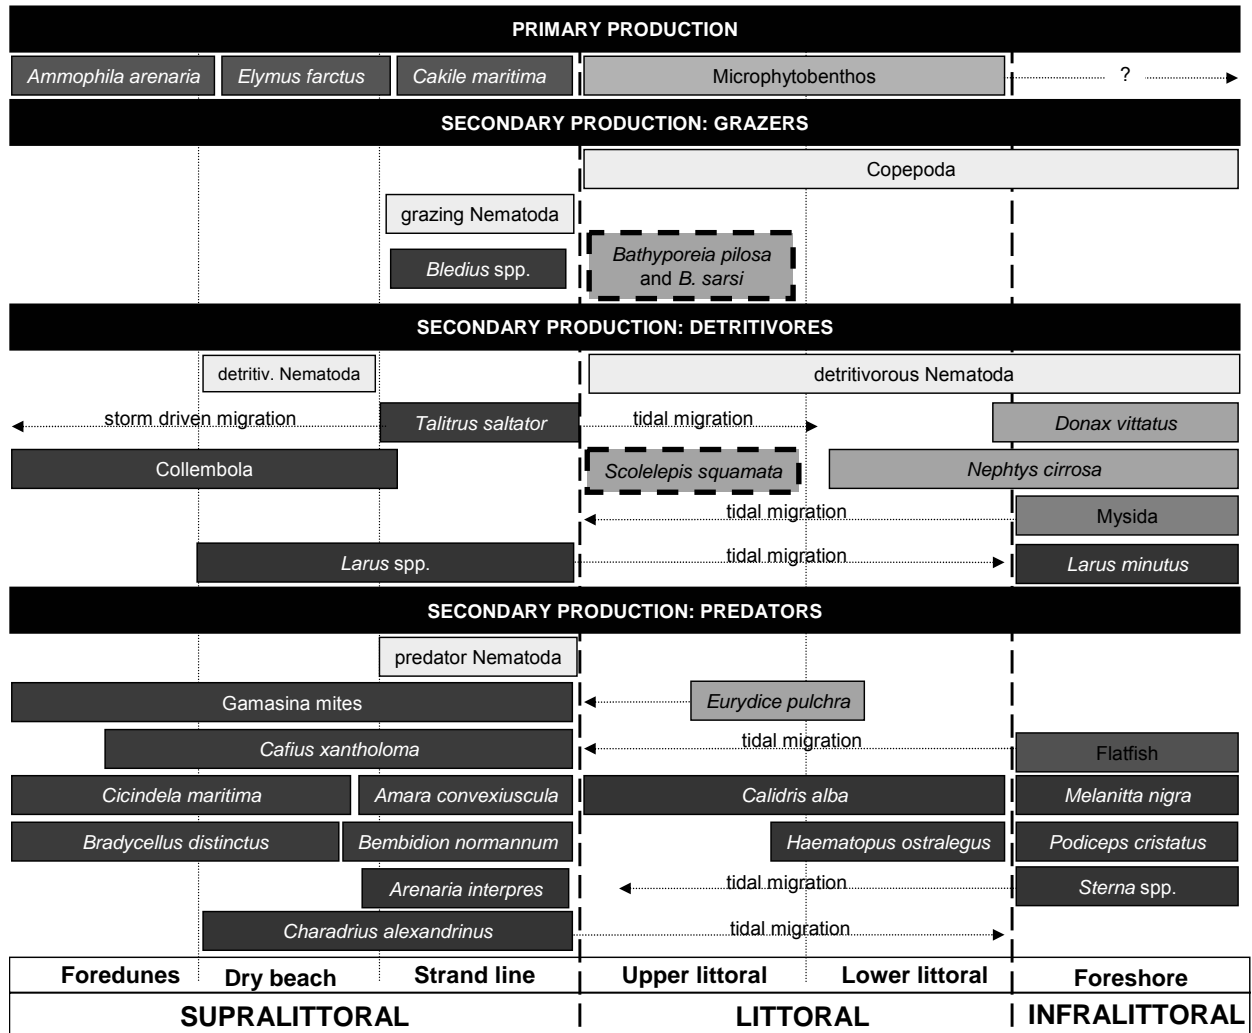 PRIMARY PRODUCTION
Ammophila arenaria Elymus farctus Cakile maritima Microphytobenthos ?
SECONDARY PRODUCTION: GRAZERS
Copepoda
grazing Nematoda
Bledius spp. Bathyporeia pilosa
and B. sarsi
SECONDARY PRODUCTION: DETRITIVORES
detritiv. Nematoda detritivorous Nematoda
storm driven migration Talitrus saltator tidal migration Donax vittatus
Collembola Scolelepis squamata Nephtys cirrosa
tidal migration Mysida
Larus spp. tidal migration Larus minutus
SECONDARY PRODUCTION: PREDATORS
predator Nematoda
Gamasina mites Eurydice pulchra
Cafius xantholoma tidal migration Flatfish
Cicindela maritima Amara convexiuscula Calidris alba Melanitta nigra
Bradycellus distinctus Bembidion normannum Haematopus ostralegus Podiceps cristatus
Arenaria interpres tidal migration Sterna spp.
Charadrius alexandrinus tidal migration
Foredunes Dry beach Strand line Upper littoral Lower littoral Foreshore
SUPRALITTORAL LITTORAL INFRALITTORAL